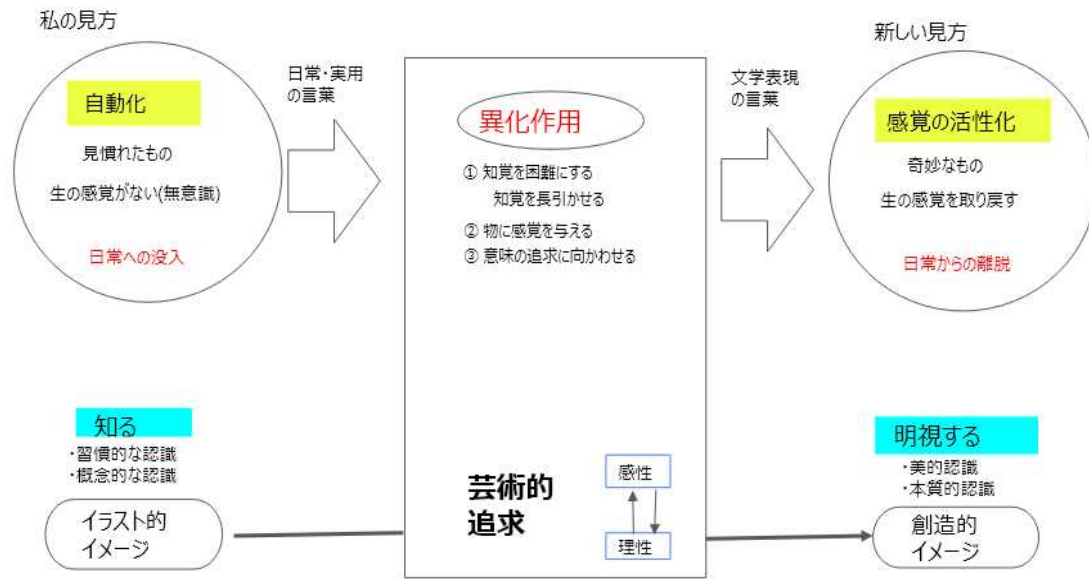 私の見方
自動化
見慣れたもの
生の感覚がない(無意識)
日常への没入
日常・実用
の言葉
異化作用
① 知覚を困難にする
知覚を長引かせる
② 物に感覚を与える
③ 意味の追求に向かわせる
文学表現
の言葉
新しい見方
感覚の活性化
奇妙なもの
生の感覚を取り戻す
日常からの離脱
知る
・習慣的な認識
・概念的な認識
イラスト的
イメージ
芸術的
追求
感性
理性
明視する
・美的認識
・本質的認識
創造的
イメージ